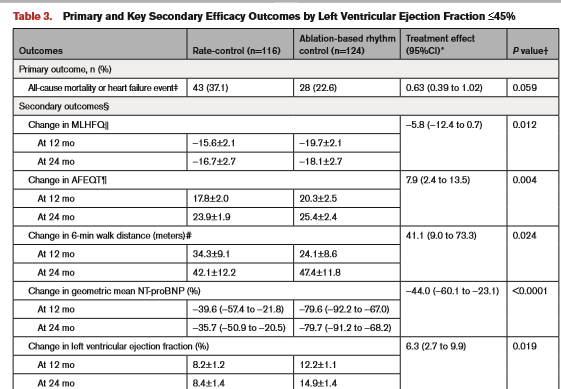 Table 3. Primary and Key Secondary Efficacy Outcomes by Left Ventricular Ejection Fraction ≤45%
Outcomes Rate-control (n=116) Ablation-based rhythm control (n=124) Treatment effect (95%CI)* P value†
Primary outcome, n (%)
All-cause mortality or heart failure event‡ 43 (37.1) 28 (22.6) 0.63 (0.39 to 1.02) 0.059
Secondary outcomes§
Change in MLHFQ|| −5.8 (−12.4 to 0.7) 0.012
At 12 mo −15.6±2.1 −19.7±2.1
At 24 mo −16.7±2.7 −18.1±2.7
Change in AFEQT¶ 7.9 (2.4 to 13.5) 0.004
At 12 mo 17.8±2.0 20.3±2.5
At 24 mo 23.9±1.9 25.4±2.4
Change in 6-min walk distance (meters)# 41.1 (9.0 to 73.3) 0.024
At 12 mo 34.3±9.1 24.1±8.6
At 24 mo 42.1±12.2 47.4±11.8
Change in geometric mean NT-proBNP (%) −44.0 (−60.1 to −23.1) <0.0001
At 12 mo −39.6 (−57.4 to −21.8) −79.6 (−92.2 to −67.0)
At 24 mo −35.7 (−50.9 to −20.5) −79.7 (−91.2 to −68.2)
Change in left ventricular ejection fraction (%) 6.3 (2.7 to 9.9) 0.019
At 12 mo 8.2±1.2 12.2±1.1
At 24 mo 8.4±1.4 14.9±1.4